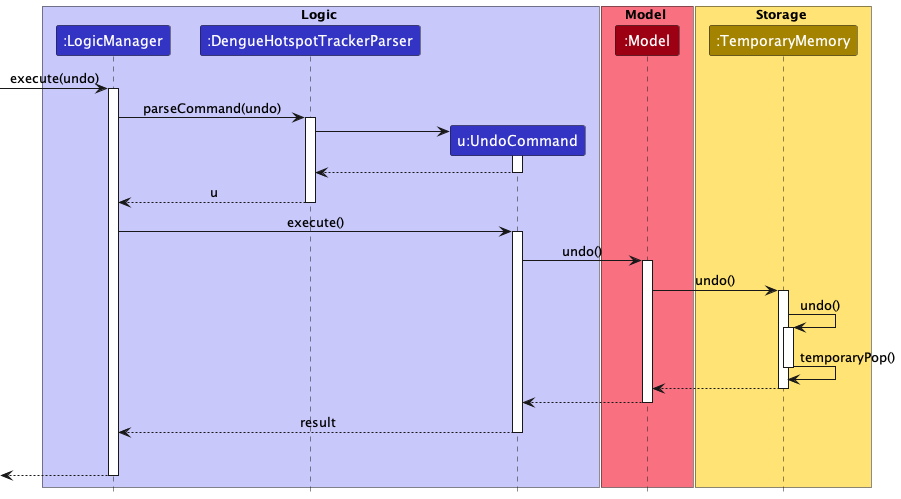 Logic
Model
Storage
:LogicManager
:DengueHotspotTrackerParser
:Model
:TemporaryMemory
execute(undo)
parseCommand(undo)
u:UndoCommand
u
execute()
undo()
undo()
undo()
temporaryPop()
result